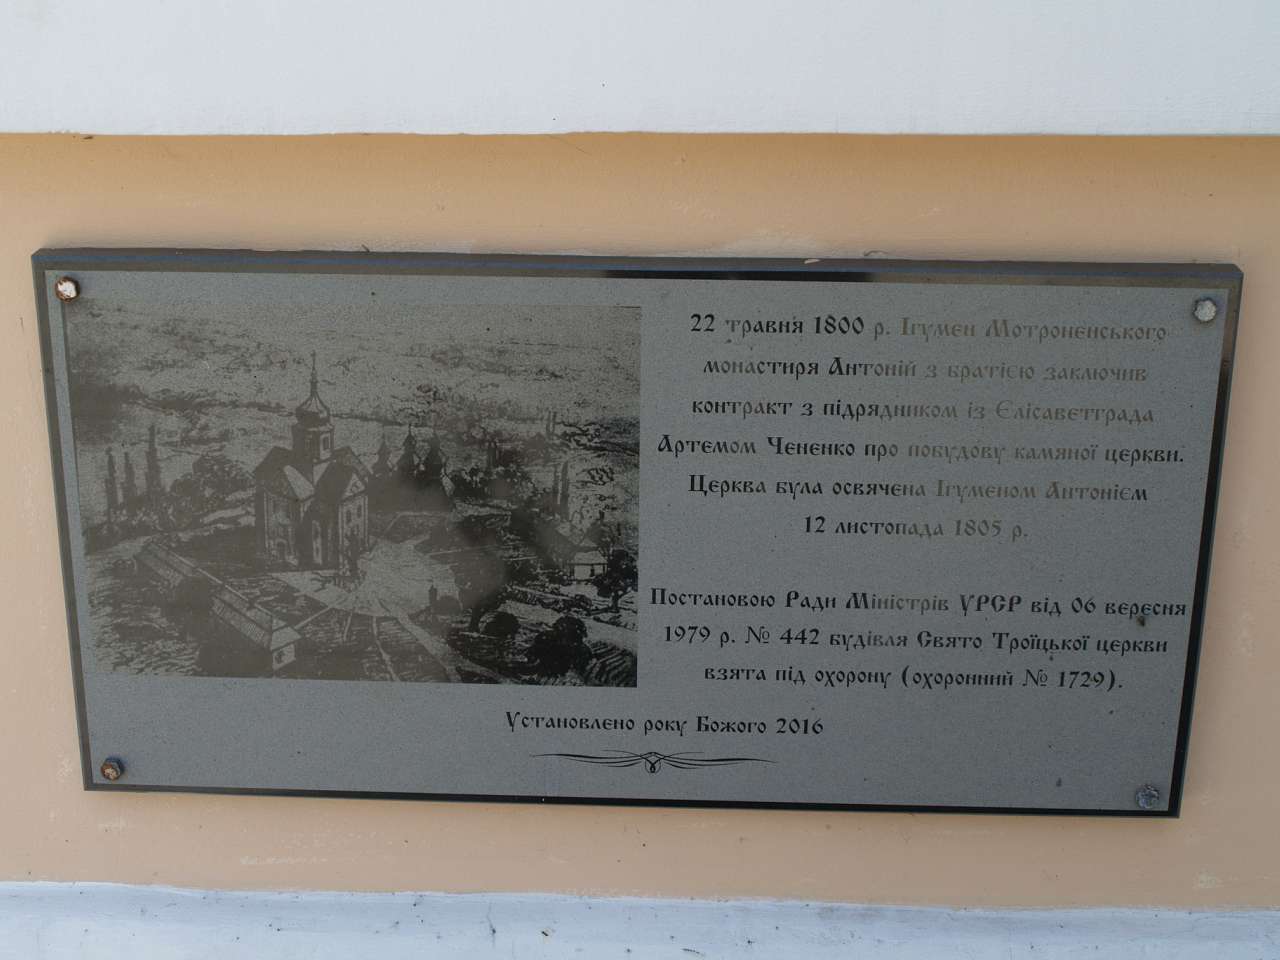 22 травня 1800 р. Ігумен Мотроненського
монастиря Антоній з братією заключив
контракт з підрядником із Єлісаветграда
Артемом Чененко про побудову камяної церкви.
Церква була освячена Ігуменом Антонієм
12 листопада 1805 р.
Постановою Ради Міністрів УРСР від 06 вересня
1979 р. № 442 будівля Свято Троїцької церкви
взята під охорону (охоронний № 1729).
Установлено року Божого 2016